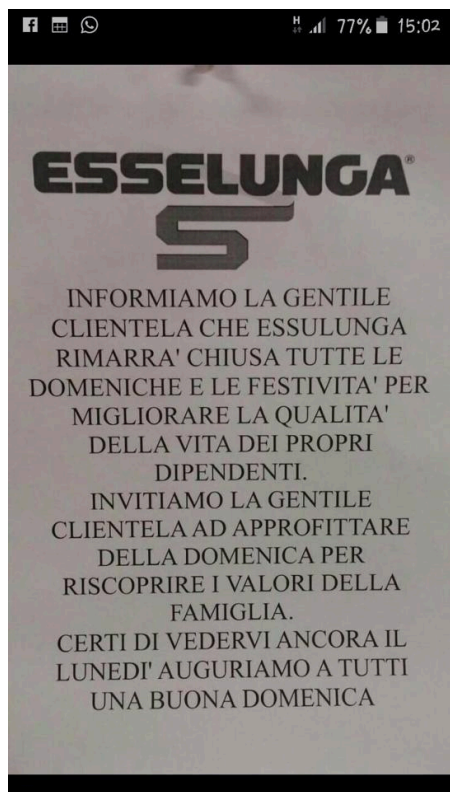 H 77% 15:02
ESSELUNGA®
INFORMIAMO LA GENTILE
CLIENTELA CHE ESSULUNGA
RIMARRA' CHIUSA TUTTE LE
DOMENICHE E LE FESTIVITA' PER
MIGLIORARE LA QUALITA'
DELLA VITA DEI PROPRI
DIPENDENTI.
INVITIAMO LA GENTILE
CLIENTELA AD APPROFITTARE
DELLA DOMENICA PER
RISCOPRIRE I VALORI DELLA
FAMIGLIA.
CERTI DI VEDERVI ANCORA IL
LUNEDI' AUGURIAMO A TUTTI
UNA BUONA DOMENICA